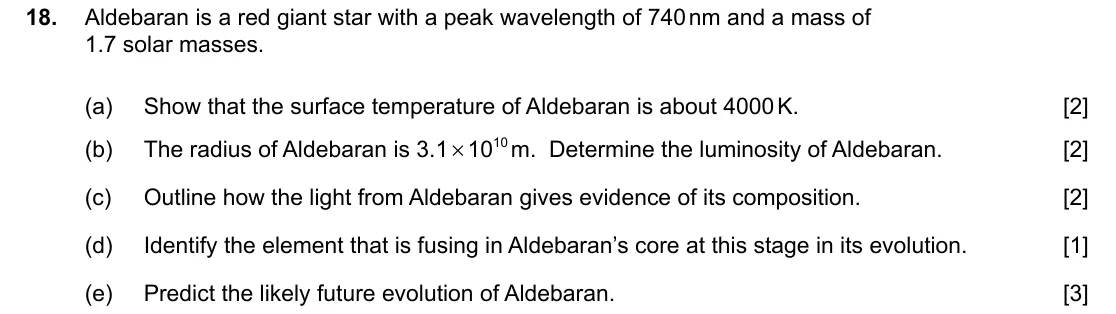 18. Aldebaran is a red giant star with a peak wavelength of 740 nm and a mass of
1.7 solar masses.
(a) Show that the surface temperature of Aldebaran is about 4000 K. [2]
(b) The radius of Aldebaran is 3.1 × 10¹⁰ m. Determine the luminosity of Aldebaran. [2]
(c) Outline how the light from Aldebaran gives evidence of its composition. [2]
(d) Identify the element that is fusing in Aldebaran’s core at this stage in its evolution. [1]
(e) Predict the likely future evolution of Aldebaran. [3]